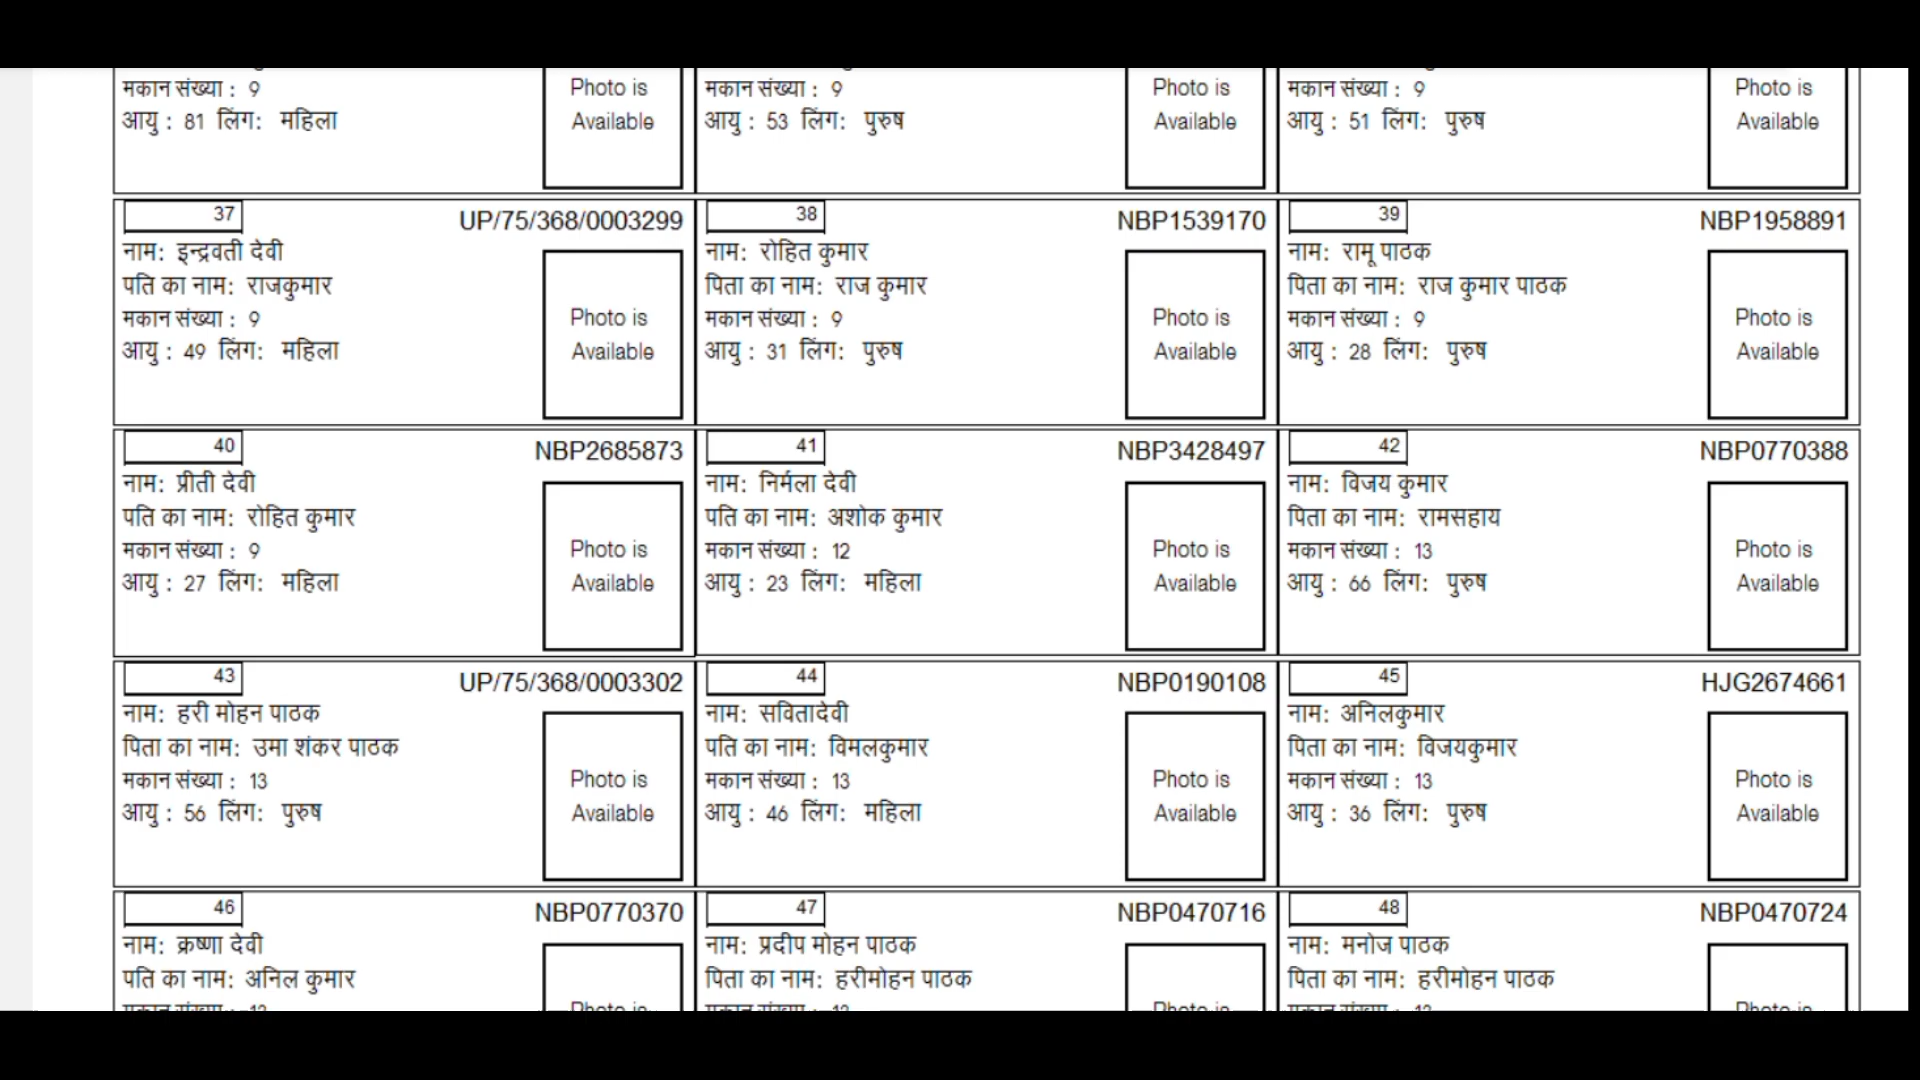 मकान संख्या : 9
आयु : 81 लिंग: महिला
Photo is
Available
मकान संख्या : 9
आयु : 53 लिंग: पुरुष
Photo is
Available
मकान संख्या : 9
आयु : 51 लिंग: पुरुष
Photo is
Available
37
UP/75/368/0003299
नाम: इन्द्रवती देवी
पति का नाम: राजकुमार
मकान संख्या : 9
आयु : 49 लिंग: महिला
Photo is
Available
38
NBP1539170
नाम: रोहित कुमार
पिता का नाम: राज कुमार
मकान संख्या : 9
आयु : 31 लिंग: पुरुष
Photo is
Available
39
NBP1958891
नाम: रामू पाठक
पिता का नाम: राज कुमार पाठक
मकान संख्या : 9
आयु : 28 लिंग: पुरुष
Photo is
Available
40
NBP2685873
नाम: प्रीती देवी
पति का नाम: रोहित कुमार
मकान संख्या : 9
आयु : 27 लिंग: महिला
Photo is
Available
41
NBP3428497
नाम: निर्मला देवी
पति का नाम: अशोक कुमार
मकान संख्या : 12
आयु : 23 लिंग: महिला
Photo is
Available
42
NBP0770388
नाम: विजय कुमार
पिता का नाम: रामसहाय
मकान संख्या : 13
आयु : 66 लिंग: पुरुष
Photo is
Available
43
UP/75/368/0003302
नाम: हरी मोहन पाठक
पिता का नाम: उमा शंकर पाठक
मकान संख्या : 13
आयु : 56 लिंग: पुरुष
Photo is
Available
44
NBP0190108
नाम: सवितादेवी
पति का नाम: विमलकुमार
मकान संख्या : 13
आयु : 46 लिंग: महिला
Photo is
Available
45
HJG2674661
नाम: अनिलकुमार
पिता का नाम: विजयकुमार
मकान संख्या : 13
आयु : 36 लिंग: पुरुष
Photo is
Available
46
NBP0770370
नाम: क्रष्णा देवी
पति का नाम: अनिल कुमार
47
NBP0470716
नाम: प्रदीप मोहन पाठक
पिता का नाम: हरीमोहन पाठक
48
NBP0470724
नाम: मनोज पाठक
पिता का नाम: हरीमोहन पाठक